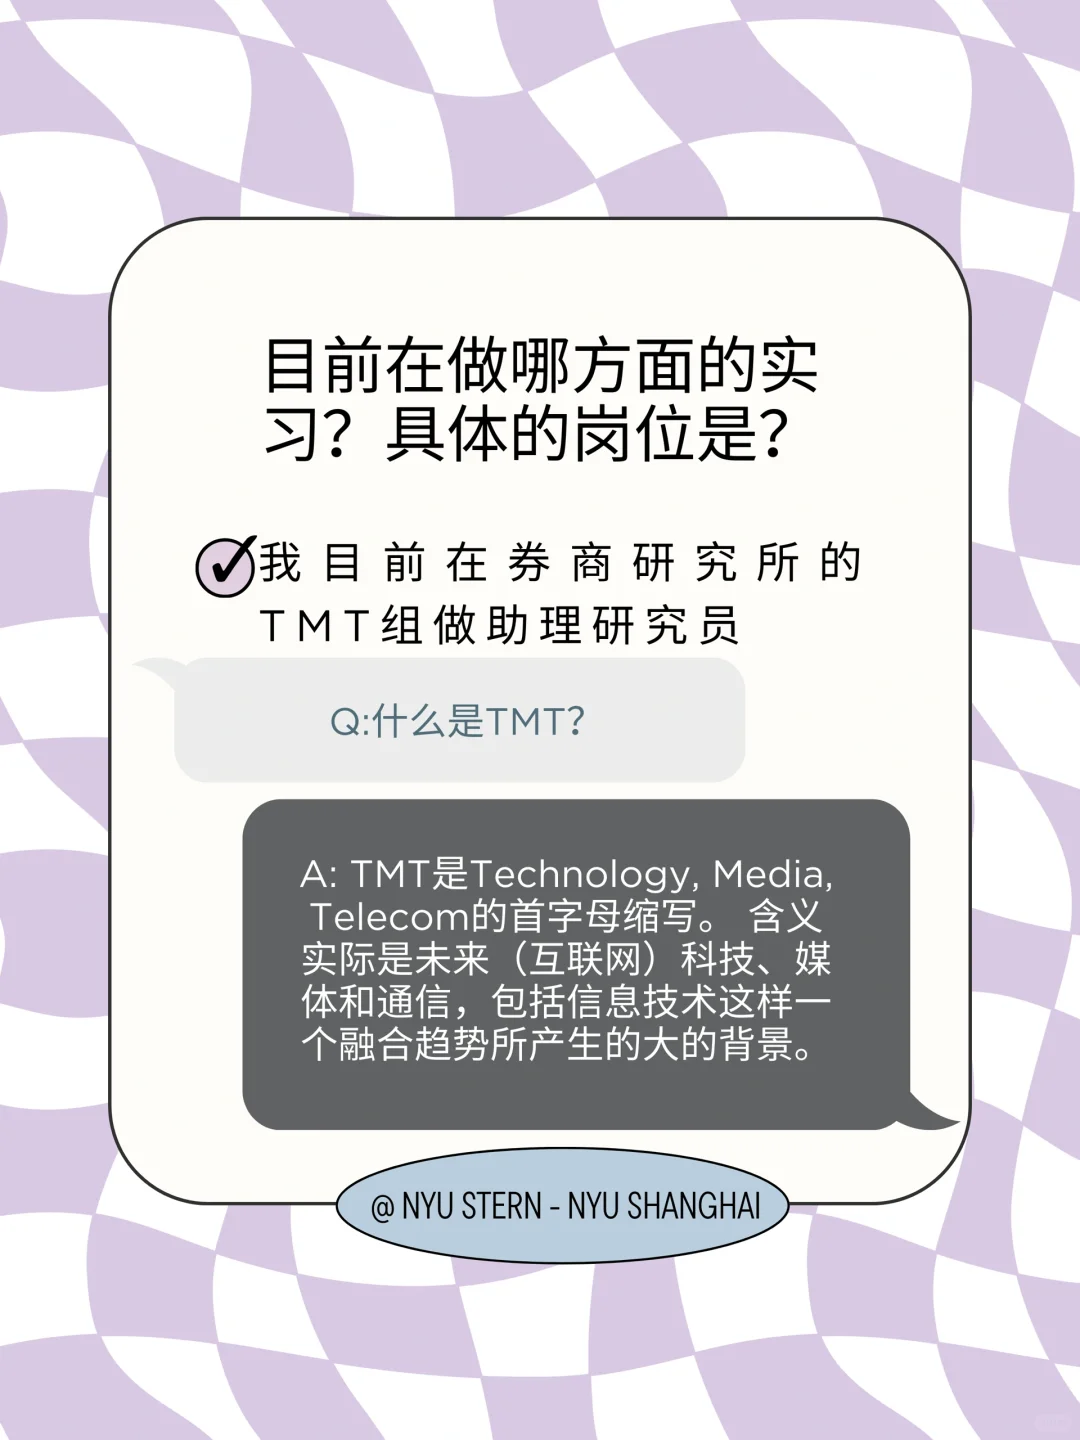 目前在做哪方面的实
习？具体的岗位是？
我目前在券商研究所的
TMT组做助理研究员
Q:什么是TMT？
A: TMT是Technology, Media,
Telecom的首字母缩写。 含义
实际是未来（互联网）科技、媒
体和通信，包括信息技术这样一
个融合趋势所产生的大的背景。
@ NYU STERN - NYU SHANGHAI